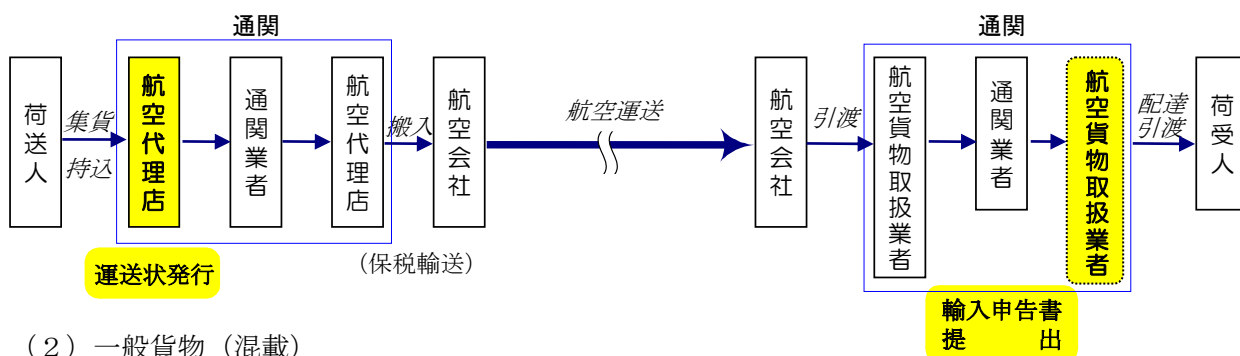 通関
荷送人
集貨
持込
航空代理店
通関業者
航空代理店
搬入
航空会社
航空運送
通関
航空会社
引渡
航空貨物取扱業者
通関業者
航空貨物取扱業者
配達
引渡
荷受人
運送状発行
(保税輸送)
輸入申告書
提 出
(2)一般貨物(混載)